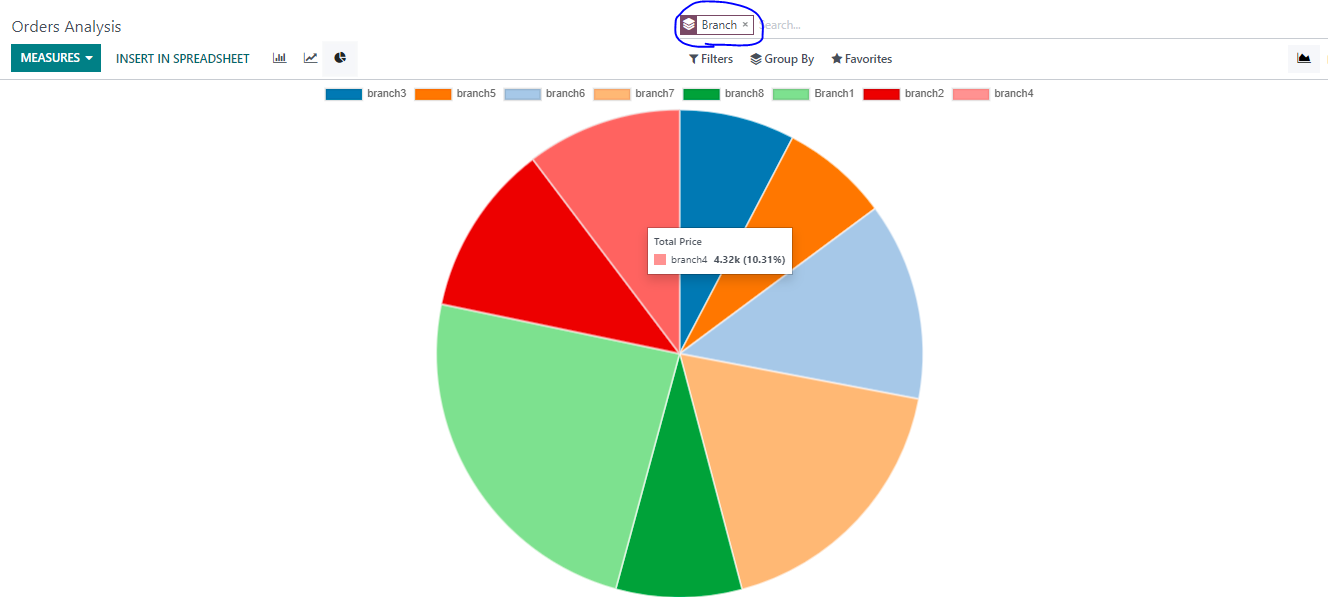 Orders Analysis
Branch × Search...
MEASURES INSERT IN SPREADSHEET Filters Group By Favorites
branch3 branch5 branch6 branch7 branch8 Branch1 branch2 branch4
Total Price
branch4 4.32k (10.31%)